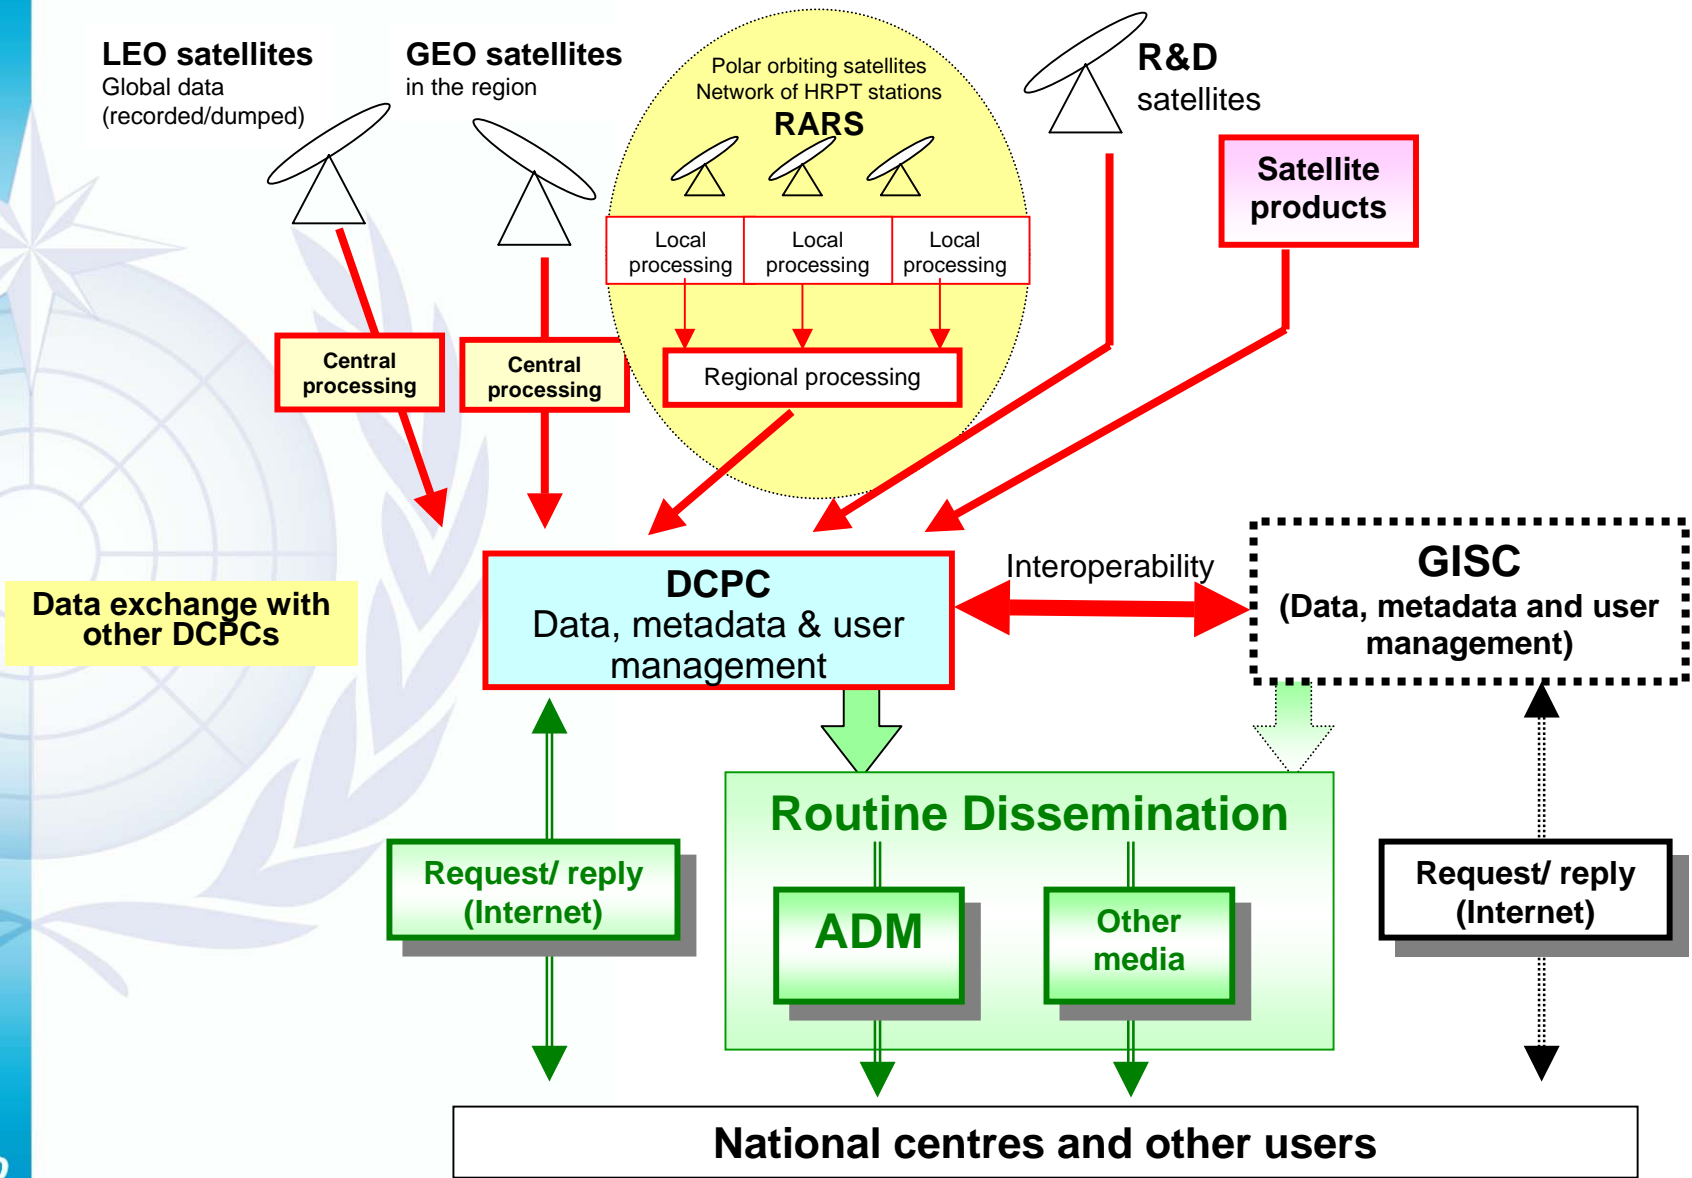 LEO satellites
Global data
(recorded/dumped)
GEO satellites
in the region
Polar orbiting satellites
Network of HRPT stations
RARS
R&D
satellites
Satellite
products
Local
processing
Local
processing
Local
processing
Central
processing
Central
processing
Regional processing
Data exchange with
other DCPCs
DCPC
Data, metadata & user
management
Interoperability
GISC
(Data, metadata and user
management)
Routine Dissemination
Request/ reply
(Internet)
ADM
Other
media
Request/ reply
(Internet)
National centres and other users